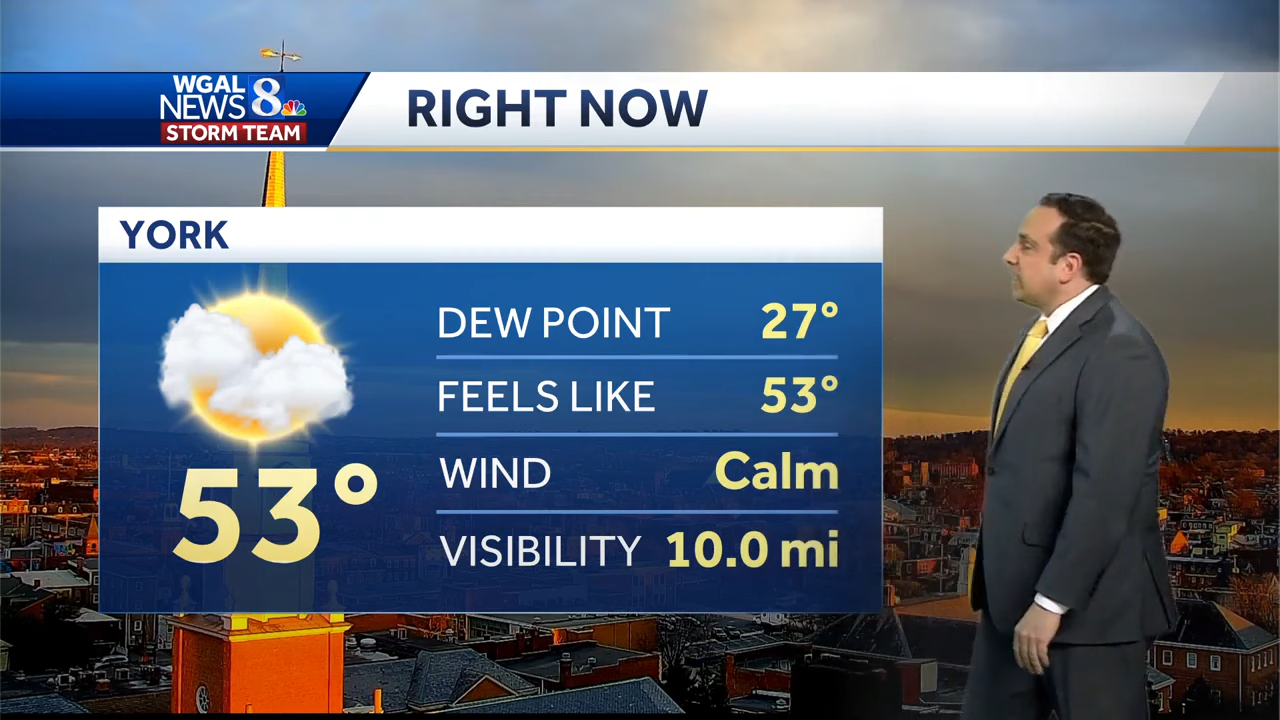 WGAL
NEWS 8
STORM TEAM
RIGHT NOW
YORK
53°
DEW POINT 27°
FEELS LIKE 53°
WIND Calm
VISIBILITY 10.0 mi